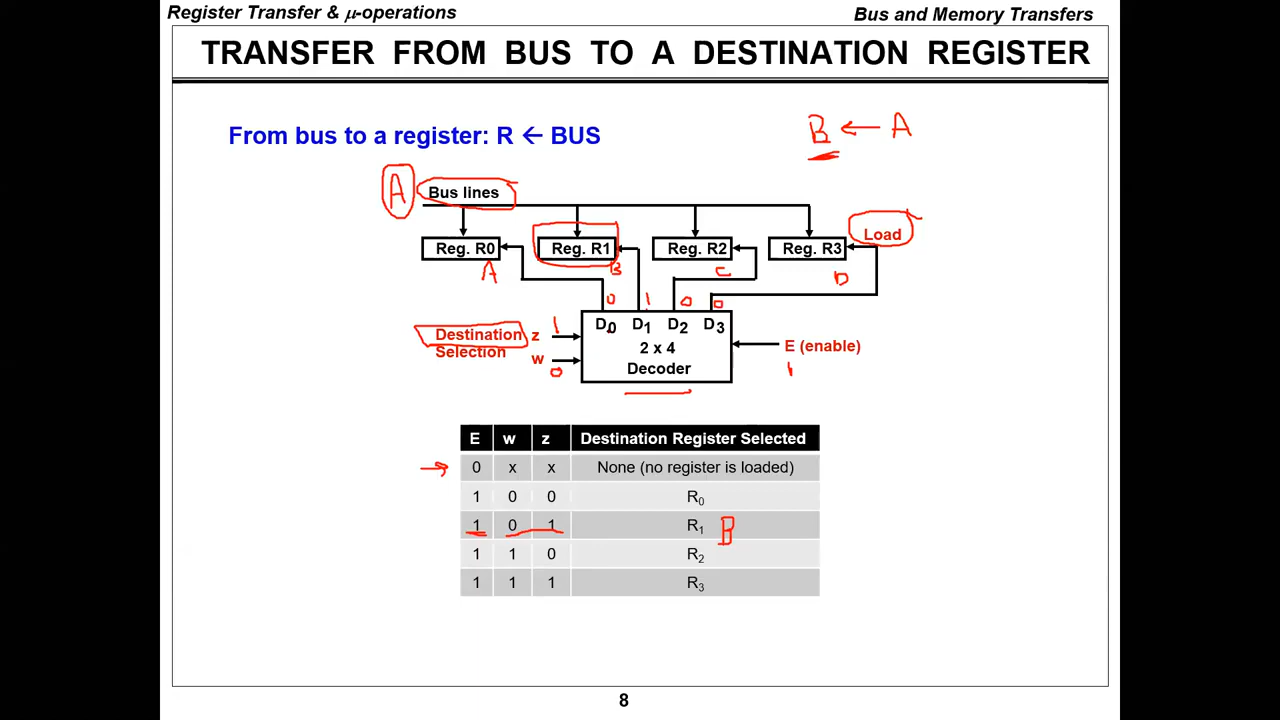 Register Transfer & μ-operations
Bus and Memory Transfers
TRANSFER FROM BUS TO A DESTINATION REGISTER
From bus to a register: R ← BUS
B ← A
A
Bus lines
Load
Reg. R0
Reg. R1
Reg. R2
Reg. R3
A
B
C
D
0
1
0
0
D0 D1 D2 D3
Destination z 1
Selection w 0
2 x 4
Decoder
E (enable)
1
E w z Destination Register Selected
→ 0 x x None (no register is loaded)
1 0 0 R0
1 0 1 R1 B
1 1 0 R2
1 1 1 R3
8